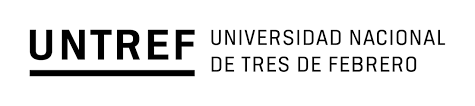 UNTREF
UNIVERSIDAD NACIONAL
DE TRES DE FEBRERO